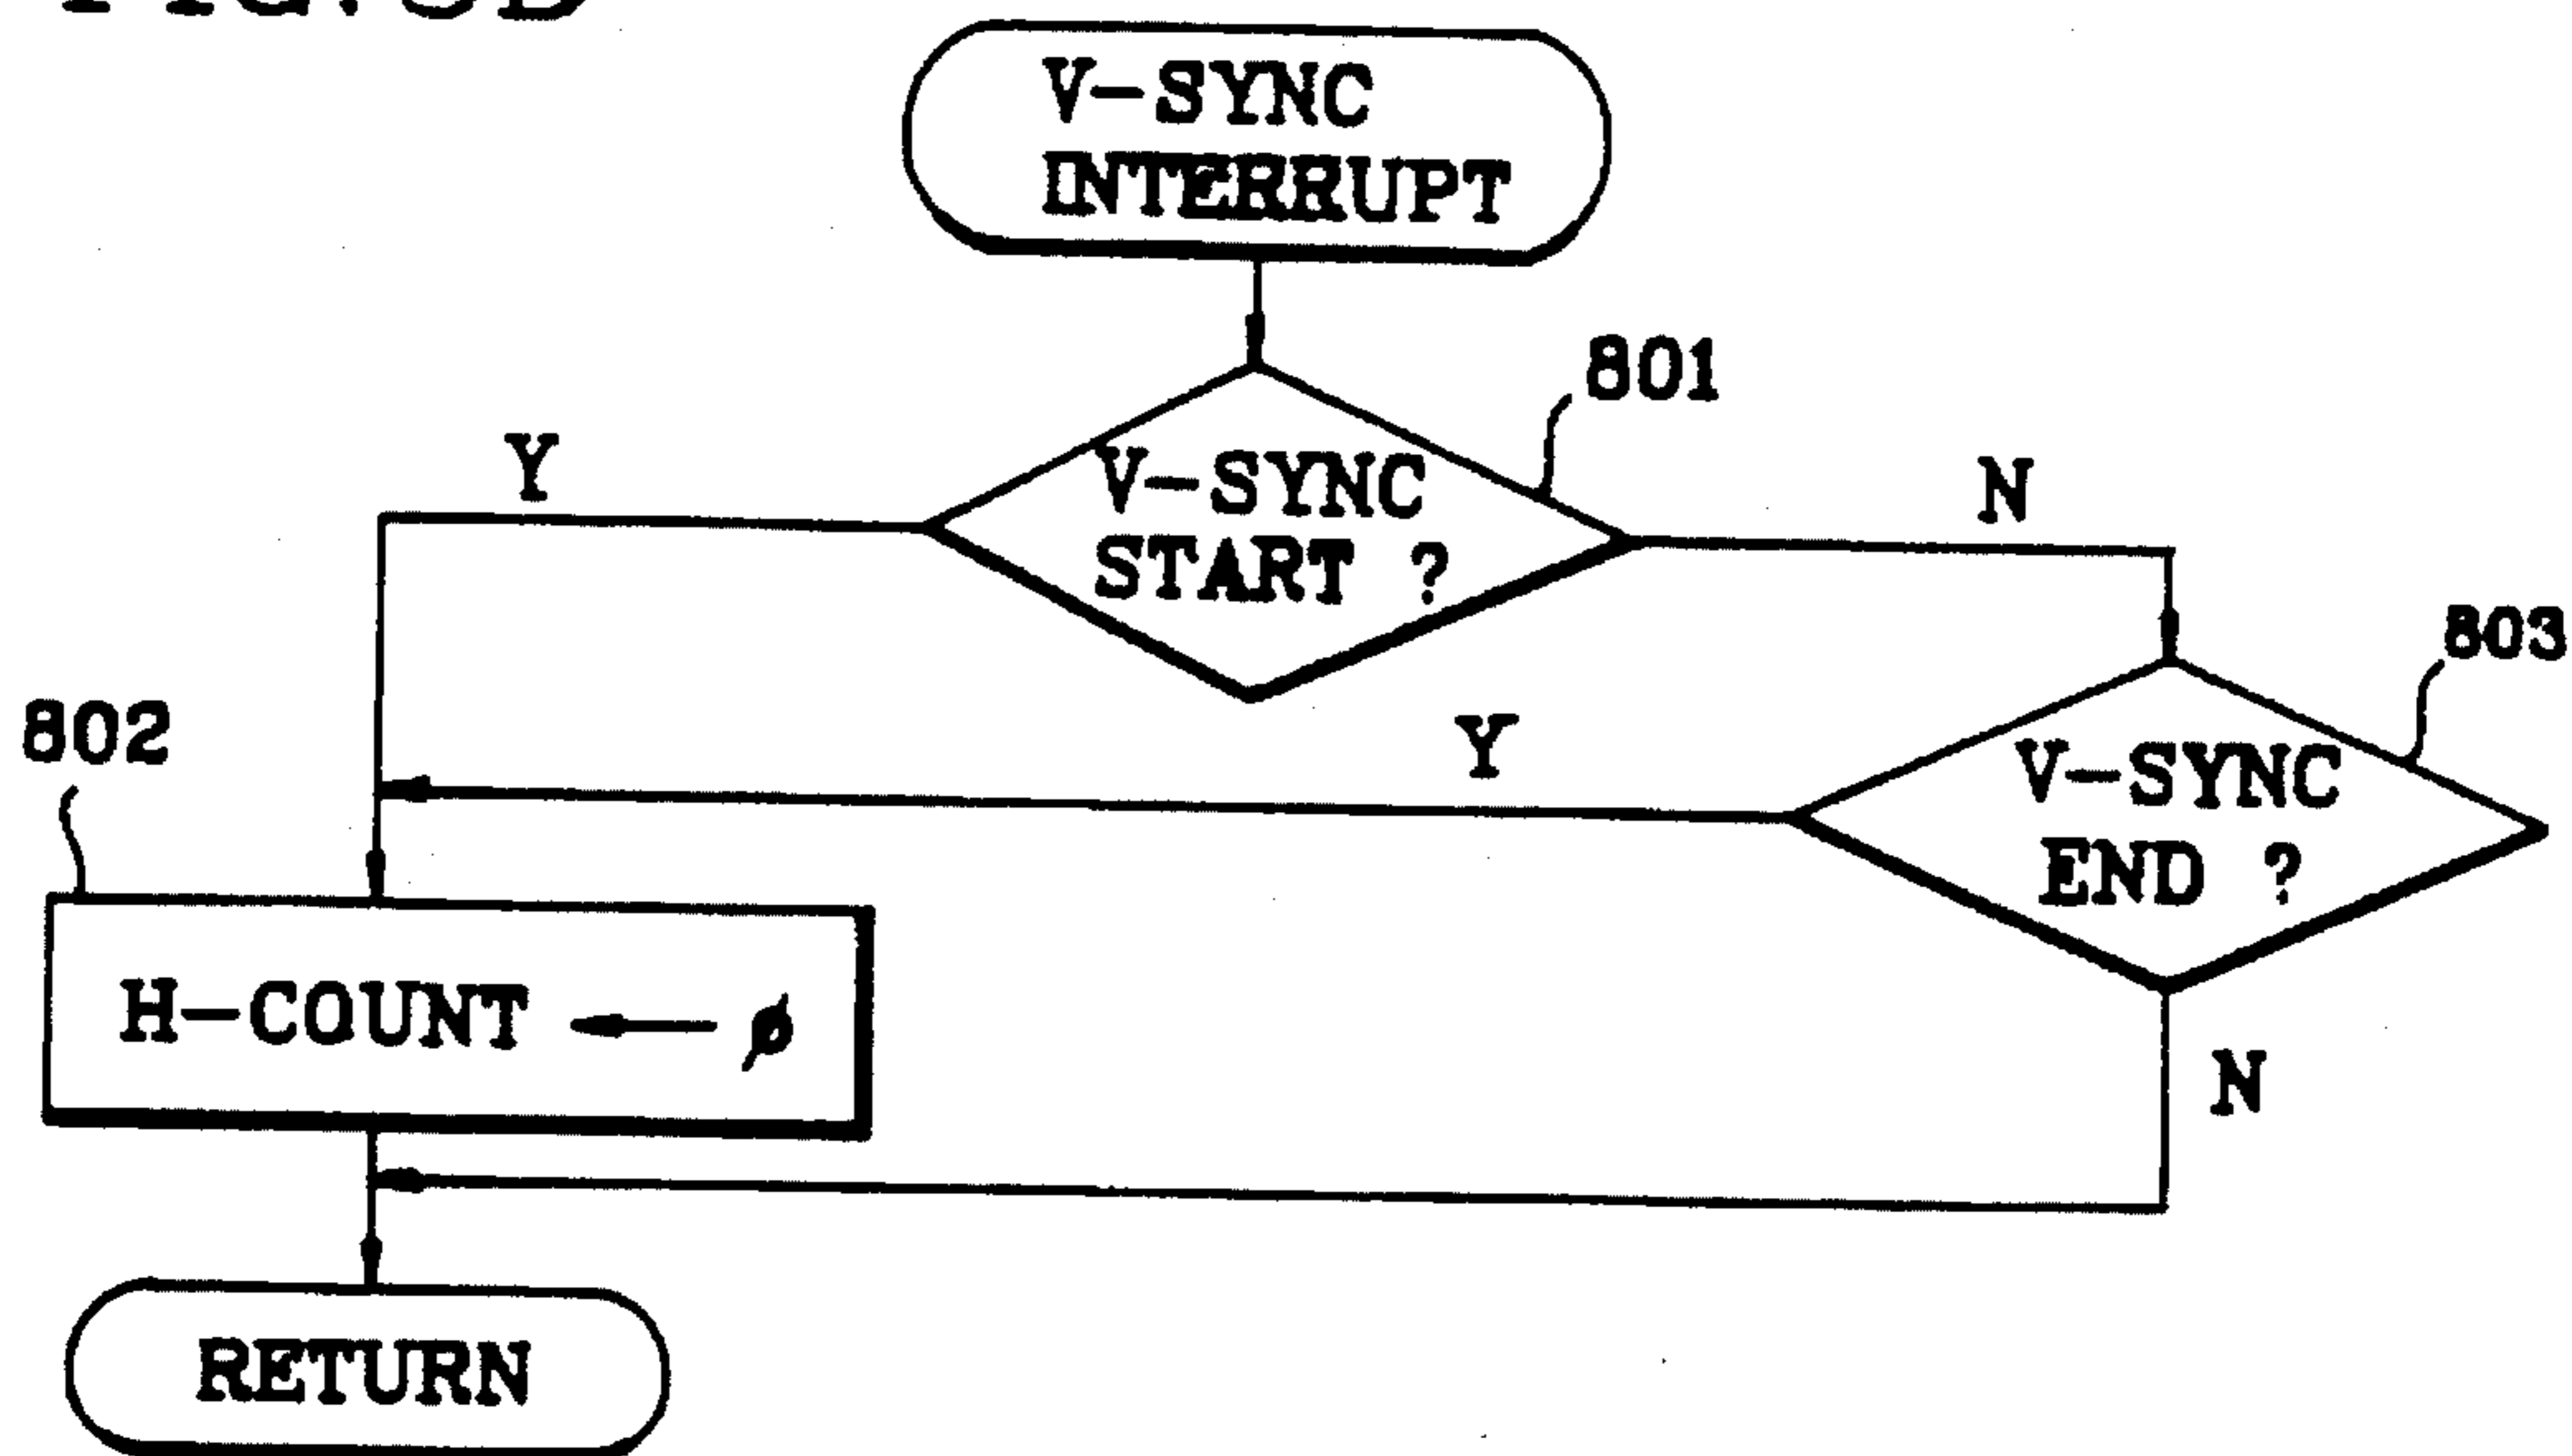 V-SYNC
INTERRUPT
801
Y
V-SYNC
START ?
N
803
802
Y
V-SYNC
END ?
H-COUNT ← ø
N
RETURN